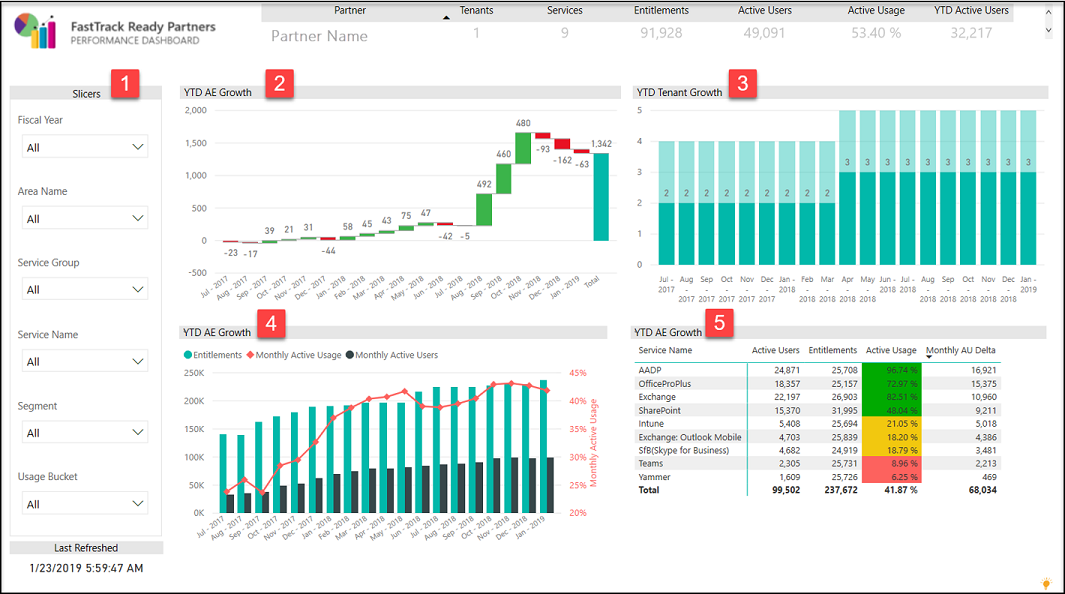 FastTrack Ready Partners
PERFORMANCE DASHBOARD
Partner Tenants Services Entitlements Active Users Active Usage YTD Active Users
Partner Name 1 9 91,928 49,091 53.40 % 32,217
1
Slicers
Fiscal Year
All
Area Name
All
Service Group
All
Service Name
All
Segment
All
Usage Bucket
All
Last Refreshed
1/23/2019 5:59:47 AM
2
YTD AE Growth
2,000
1,500
1,000
500
0
-500
-23 -17 39 21 31 -44 58 45 43 75 47 -42 -5 492 460 480 -93 -162 -63 1,342
Jul - 2017 Aug - 2017 Sep - 2017 Oct - 2017 Nov - 2017 Dec - 2017 Jan - 2018 Feb - 2018 Mar - 2018 Apr - 2018 May - 2018 Jun - 2018 Jul - 2018 Aug - 2018 Sep - 2018 Oct - 2018 Nov - 2018 Dec - 2018 Jan - 2019 Total
3
YTD Tenant Growth
5
4
3
2
1
0
2 2 2 2 2 2 2 2 2 3 3 3 3 3 3 3 3 3 3
Jul - 2017 Aug - 2017 Sep - 2017 Oct - 2017 Nov - 2017 Dec - 2017 Jan - 2018 Feb - 2018 Mar - 2018 Apr - 2018 May - 2018 Jun - 2018 Jul - 2018 Aug - 2018 Sep - 2018 Oct - 2018 Nov - 2018 Dec - 2018 Jan - 2019
4
YTD AE Growth
Entitlements Monthly Active Usage Monthly Active Users
250K 45%
200K 40%
150K 35%
100K 30%
50K 25%
0K 20%
Monthly Active Usage
Jul - 2017 Aug - 2017 Sep - 2017 Oct - 2017 Nov - 2017 Dec - 2017 Jan - 2018 Feb - 2018 Mar - 2018 Apr - 2018 May - 2018 Jun - 2018 Jul - 2018 Aug - 2018 Sep - 2018 Oct - 2018 Nov - 2018 Dec - 2018 Jan - 2019
5
YTD AE Growth
Service Name Active Users Entitlements Active Usage Monthly AU Delta
AADP 24,871 25,708 96.74 % 16,921
OfficeProPlus 18,357 25,157 72.97 % 15,375
Exchange 22,197 26,903 82.51 % 10,960
SharePoint 15,370 31,995 48.04 % 9,211
Intune 5,408 25,694 21.05 % 5,018
Exchange: Outlook Mobile 4,703 25,839 18.20 % 4,386
SfB(Skype for Business) 4,682 24,919 18.79 % 3,481
Teams 2,305 25,731 8.96 % 2,213
Yammer 1,609 25,726 6.25 % 469
Total 99,502 237,672 41.87 % 68,034